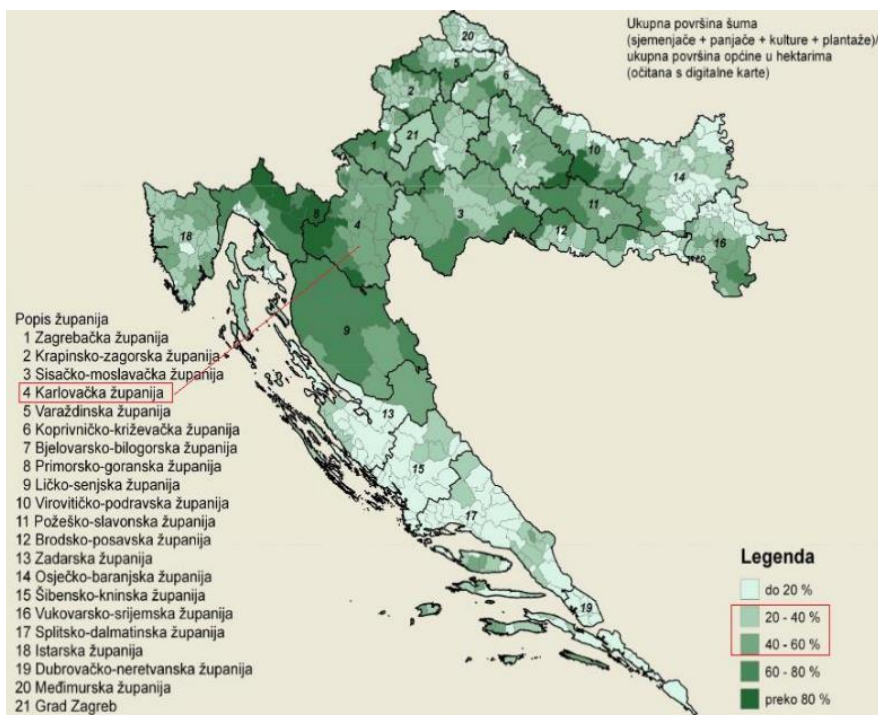 Ukupna površina šuma
(sjemenjače + panjače + kulture + plantaže)/
ukupna površina općine u hektarima
(očitana s digitalne karte)
20
5
6
2
21
7
10
14
1
8
4
3
11
12
16
18
9
13
15
17
19
Popis županija
1 Zagrebačka županija
2 Krapinsko-zagorska županija
3 Sisačko-moslavačka županija
4 Karlovačka županija
5 Varaždinska županija
6 Koprivničko-križevačka županija
7 Bjelovarsko-bilogorska županija
8 Primorsko-goranska županija
9 Ličko-senjska županija
10 Virovitičko-podravska županija
11 Požeško-slavonska županija
12 Brodsko-posavska županija
13 Zadarska županija
14 Osječko-baranjska županija
15 Šibensko-kninska županija
16 Vukovarsko-srijemska županija
17 Splitsko-dalmatinska županija
18 Istarska županija
19 Dubrovačko-neretvanska županija
20 Međimurska županija
21 Grad Zagreb
Legenda
do 20 %
20 - 40 %
40 - 60 %
60 - 80 %
preko 80 %